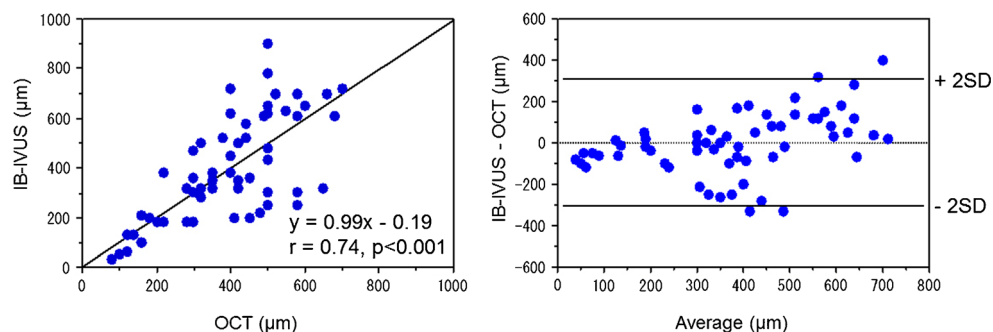 1000
800
600
400
200
0
IB-IVUS (µm)
y = 0.99x - 0.19
r = 0.74, p<0.001
0 200 400 600 800 1000
OCT (µm)
600
400
200
0
-200
-400
-600
IB-IVUS - OCT (µm)
+ 2SD
- 2SD
0 100 200 300 400 500 600 700 800
Average (µm)